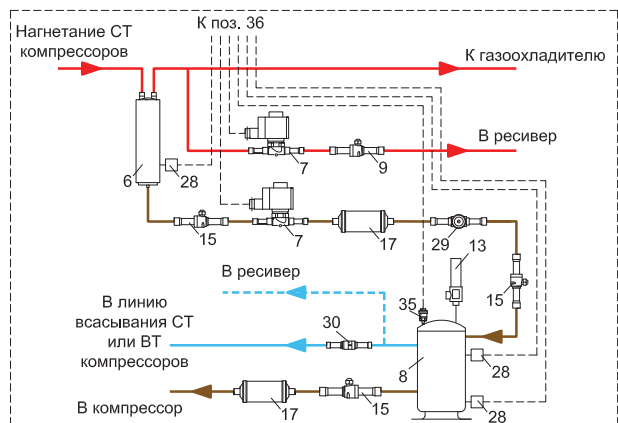 К поз. 36
Нагнетание СТ
компрессоров
К газоохладителю
В ресивер
6
28
7
9
15
7
17
29
13
15
В ресивер
35
В линию
всасывания СТ
или ВТ
компрессоров
30
8
28
В компрессор
17
15
28